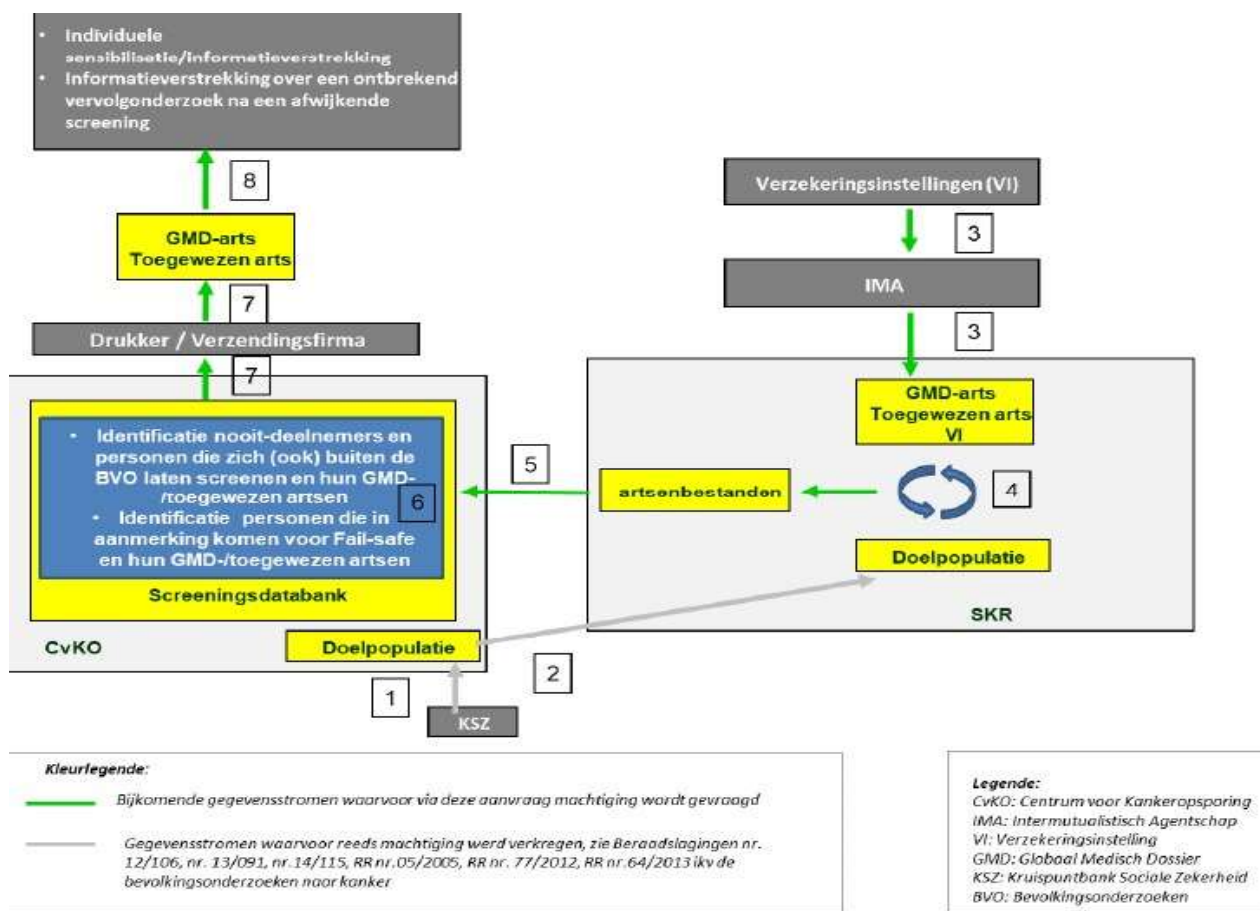 • Individuele
sensibilisatie/informatieverstrekking
• Informatieverstrekking over een ontbrekend
vervolgonderzoek na een afwijkende
screening
8
GMD-arts
Toegewezen arts
7
Drukker / Verzendingsfirma
7
• Identificatie nooit-deelnemers en
personen die zich (ook) buiten de
BVO laten screenen en hun GMD-
/toegewezen artsen
6
• Identificatie personen die in
aanmerking komen voor Fail-safe
en hun GMD-/toegewezen artsen
Screeningsdatabank
CvKO
Doelpopulatie
1
KSZ
2
5
Verzekeringsinstellingen (VI)
3
IMA
3
GMD-arts
Toegewezen arts
VI
artsenbestanden
4
Doelpopulatie
SKR
Kleurlegende:
Bijkomende gegevensstromen waarvoor via deze aanvraag machtiging wordt gevraagd
Gegevensstromen waarvoor reeds machtiging werd verkregen, zie Beraadslagingen nr.
12/106, nr. 13/091, nr.14/115, RR nr.05/2005, RR nr. 77/2012, RR nr.64/2013 ikv de
bevolkingsonderzoeken naar kanker
Legende:
CvKO: Centrum voor Kankeropsporing
IMA: Intermutualistisch Agentschap
VI: Verzekeringsinstelling
GMD: Globaal Medisch Dossier
KSZ: Kruispuntbank Sociale Zekerheid
BVO: Bevolkingsonderzoeken